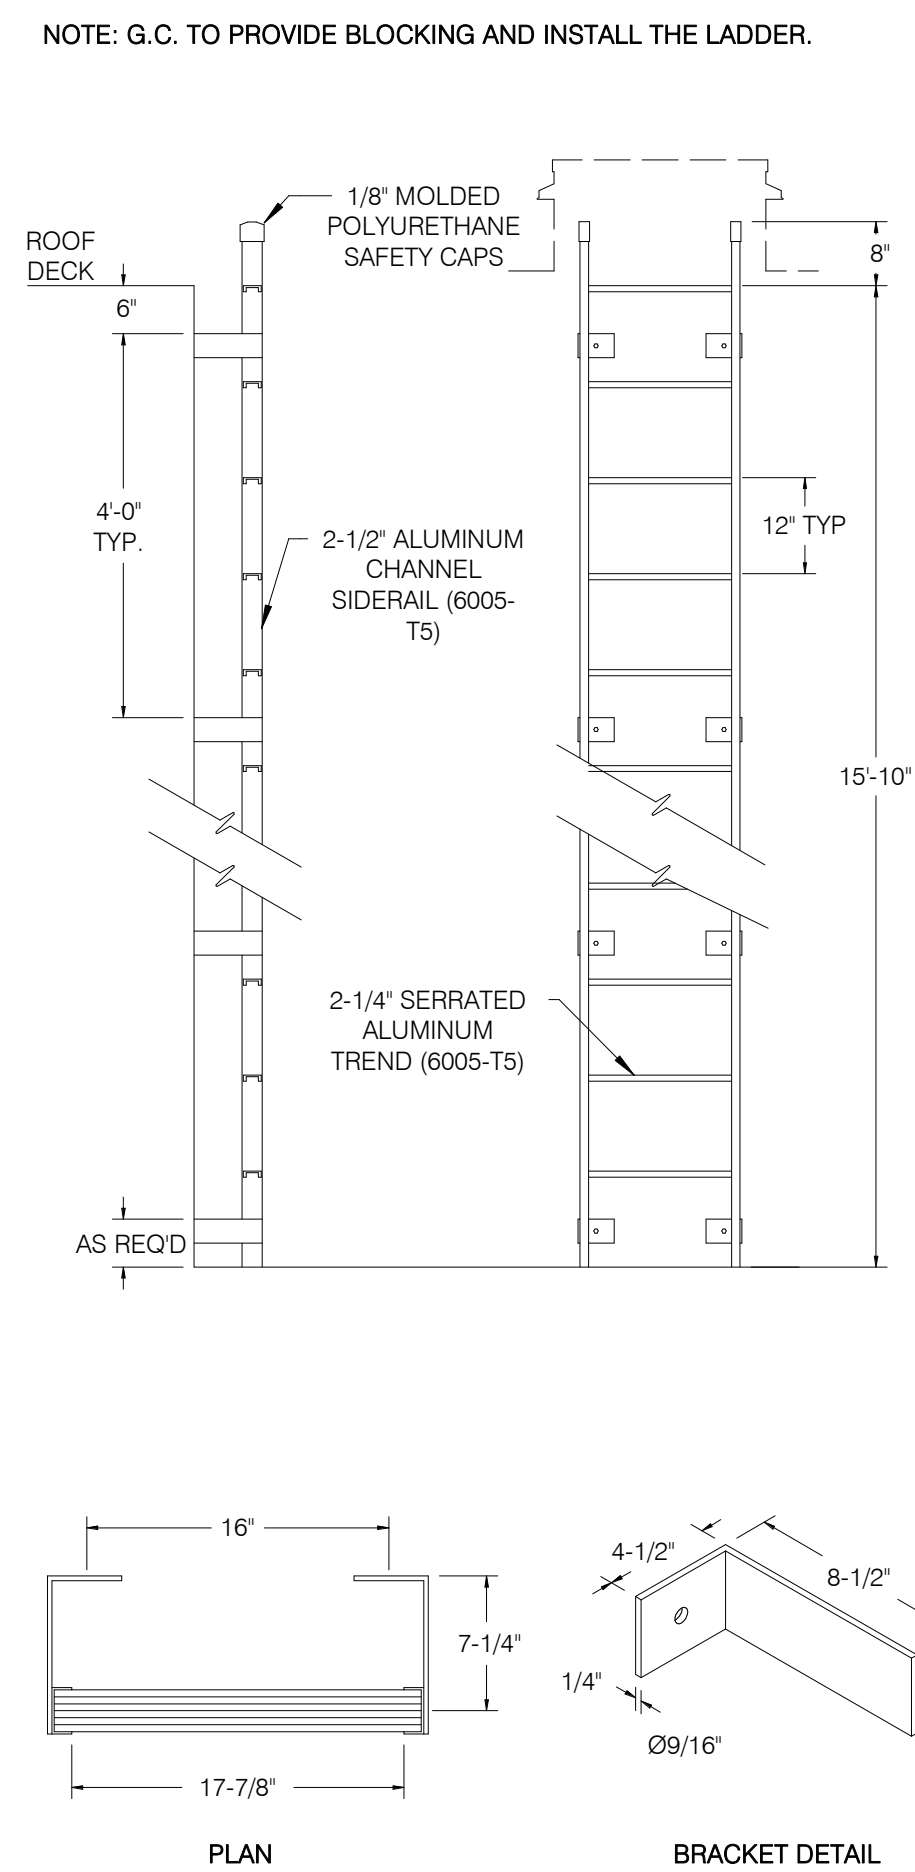 NOTE: G.C. TO PROVIDE BLOCKING AND INSTALL THE LADDER.
1/8" MOLDED
POLYURETHANE
SAFETY CAPS
ROOF
DECK
6"
8"
4'-0"
TYP.
12" TYP
2-1/2" ALUMINUM
CHANNEL
SIDERAIL (6005-
T5)
15'-10"
2-1/4" SERRATED
ALUMINUM
TREND (6005-T5)
AS REQ'D
16"
7-1/4"
17-7/8"
PLAN
4-1/2"
8-1/2"
1/4"
Ø9/16"
BRACKET DETAIL